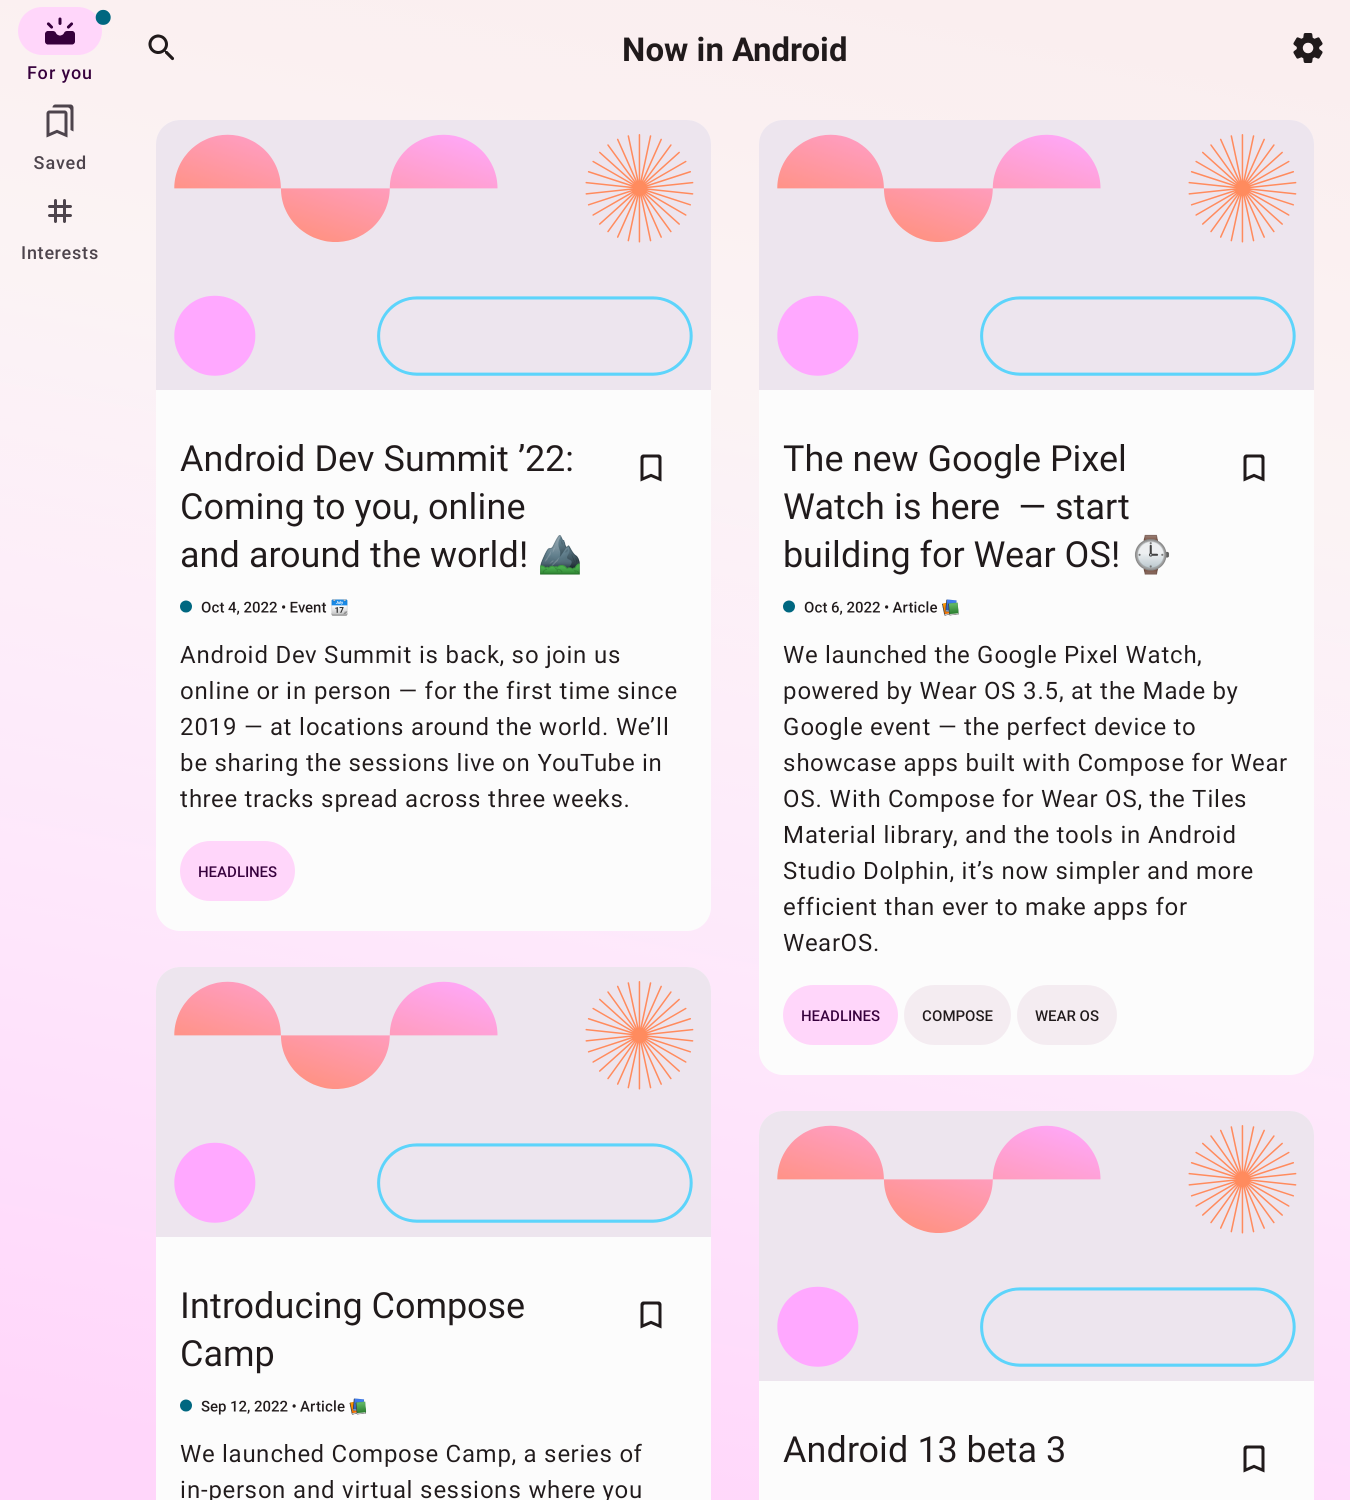 For you
Saved
Interests
Now in Android
Android Dev Summit ’22:
Coming to you, online
and around the world! ⛰️
Oct 4, 2022 • Event 📆
Android Dev Summit is back, so join us
online or in person — for the first time since
2019 — at locations around the world. We’ll
be sharing the sessions live on YouTube in
three tracks spread across three weeks.
HEADLINES
The new Google Pixel
Watch is here  — start
building for Wear OS! ⌚
Oct 6, 2022 • Article 📚
We launched the Google Pixel Watch,
powered by Wear OS 3.5, at the Made by
Google event — the perfect device to
showcase apps built with Compose for Wear
OS. With Compose for Wear OS, the Tiles
Material library, and the tools in Android
Studio Dolphin, it’s now simpler and more
efficient than ever to make apps for
WearOS.
HEADLINES
COMPOSE
WEAR OS
Introducing Compose
Camp
Sep 12, 2022 • Article 📚
We launched Compose Camp, a series of
in-person and virtual sessions where you
Android 13 beta 3